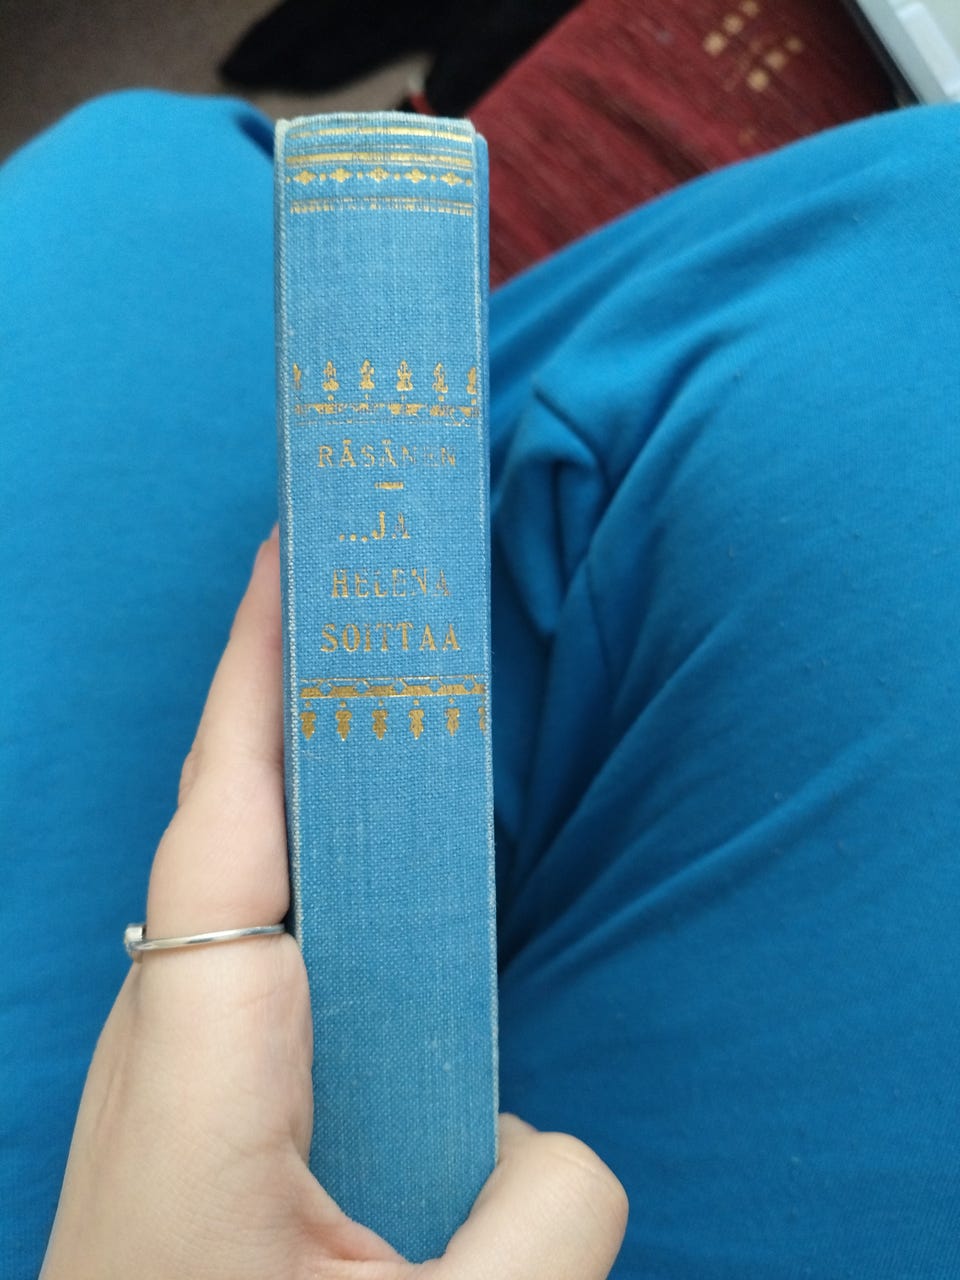 RÄSÄNEN
...JA
HELENA
SOITTAA